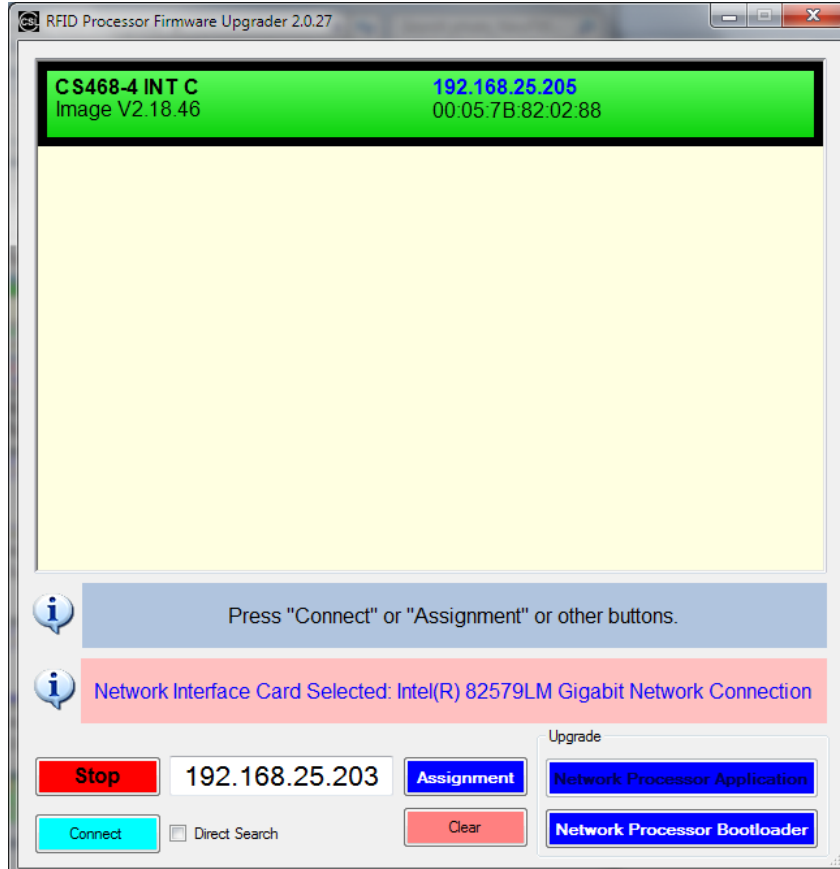 CSL RFID Processor Firmware Upgrader 2.0.27
CS468-4 INT C 192.168.25.205
Image V2.18.46 00:05:7B:82:02:88
Press "Connect" or "Assignment" or other buttons.
Network Interface Card Selected: Intel(R) 82579LM Gigabit Network Connection
Upgrade
Stop 192.168.25.203 Assignment Network Processor Application
Connect Direct Search Clear Network Processor Bootloader